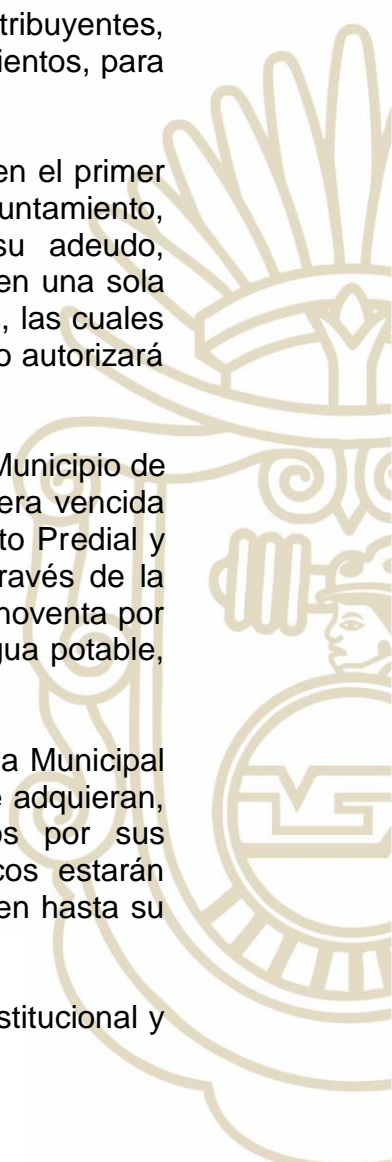 tribuyentes,
ientos, para
en el primer
untamiento,
su adeudo,
en una sola
, las cuales
o autorizará
Municipio de
era vencida
to Predial y
ravés de la
noventa por
gua potable,
a Municipal
e adquieran,
os por sus
cos estarán
en hasta su
stitucional y